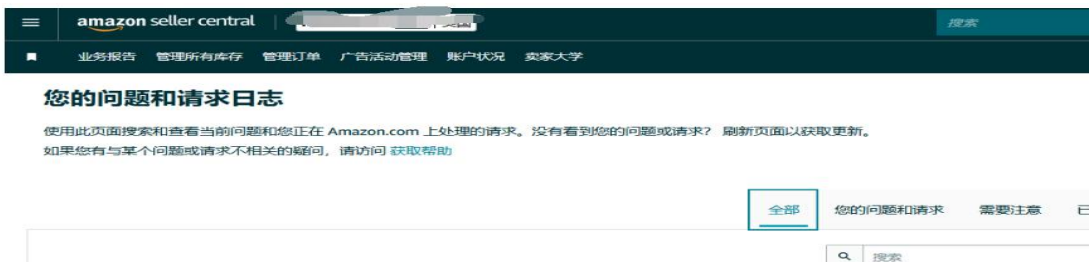 amazon seller central
搜索
业务报告 管理所有库存 管理订单 广告活动管理 账户状况 卖家大学
您的问题和请求日志
使用此页面搜索和查看当前问题和您正在 Amazon.com 上处理的请求。没有看到您的问题或请求? 刷新页面以获取更新。
如果您有与某个问题或请求不相关的疑问,请访问 获取帮助
全部 您的问题和请求 需要注意
搜索